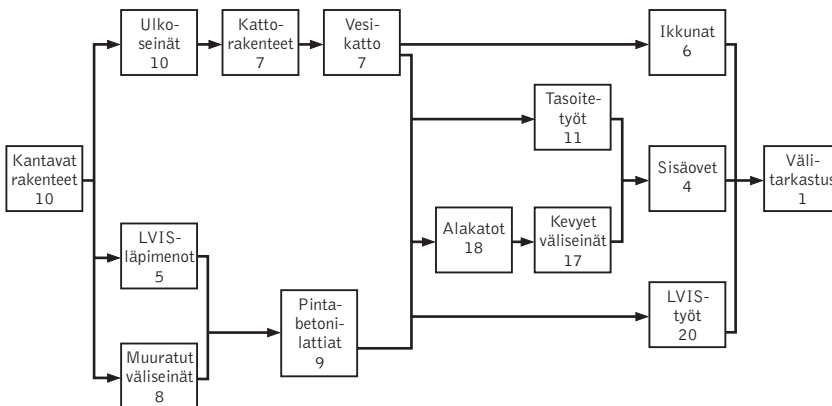 Ulko-
seinät
10
Katto-
rakenteet
7
Vesi-
katto
7
Ikkunat
6
Tasoite-
työt
11
Kantavat
rakenteet
10
Sisäovet
4
Väli-
tarkastus
1
LVIS-
läpimenot
5
Alakatot
18
Kevyet
väliseinät
17
Pinta-
betoni-
lattiat
9
LVIS-
työt
20
Muuratut
väliseinät
8